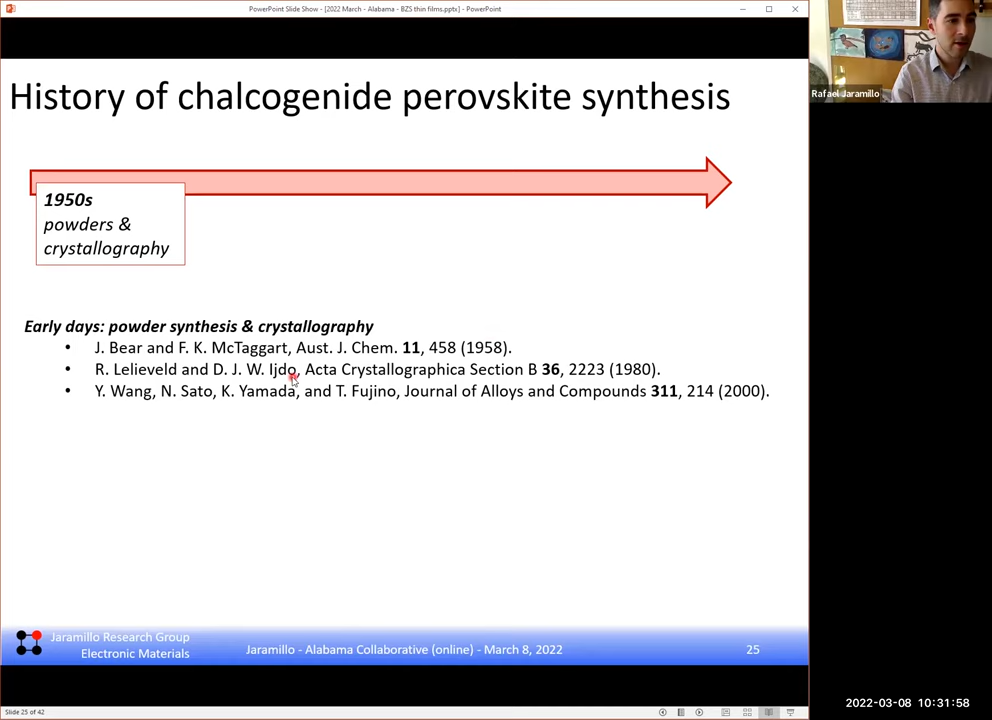 PowerPoint Slide Show - [2022 March - Alabama - BZS thin films.pptx] - PowerPoint
History of chalcogenide perovskite synthesis
1950s
powders &
crystallography
Early days: powder synthesis & crystallography
• J. Bear and F. K. McTaggart, Aust. J. Chem. 11, 458 (1958).
• R. Lelieveld and D. J. W. Ijdo, Acta Crystallographica Section B 36, 2223 (1980).
• Y. Wang, N. Sato, K. Yamada, and T. Fujino, Journal of Alloys and Compounds 311, 214 (2000).
Jaramillo Research Group
Electronic Materials
Jaramillo - Alabama Collaborative (online) - March 8, 2022
25
Slide 25 of 42
Rafael Jaramillo
2022-03-08 10:31:58